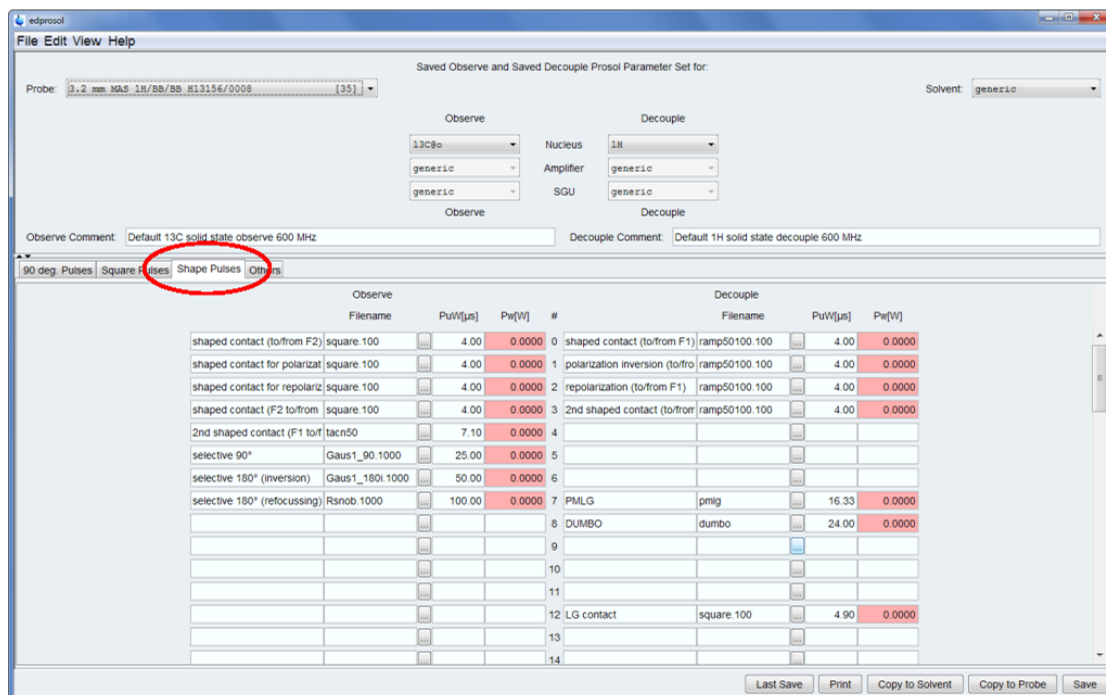 edprosol
File Edit View Help
Saved Observe and Saved Decouple Prosol Parameter Set for:
Probe: 3.2 mm MAS 1H/BB/BB H13156/0008 [35] Solvent: generic
Observe Decouple
13C@o Nucleus 1H
generic Amplifier generic
generic SGU generic
Observe Decouple
Observe Comment: Default 13C solid state observe 600 MHz Decouple Comment: Default 1H solid state decouple 600 MHz
90 deg. Pulses Square Pulses Shape Pulses Others
Observe Decouple
Filename PuW[µs] Pw[W] # Filename PuW[µs] Pw[W]
shaped contact (to/from F2) square.100 ... 4.00 0.0000 0 shaped contact (to/from F1) ramp50100.100 ... 4.00 0.0000
shaped contact for polarizat square.100 ... 4.00 0.0000 1 polarization inversion (to/fro ramp50100.100 ... 4.00 0.0000
shaped contact for repolariz square.100 ... 4.00 0.0000 2 repolarization (to/from F1) ramp50100.100 ... 4.00 0.0000
shaped contact (F2 to/from square.100 ... 4.00 0.0000 3 2nd shaped contact (to/from ramp50100.100 ... 4.00 0.0000
2nd shaped contact (F1 to/f tacn50 ... 7.10 0.0000 4 ...
selective 90° Gaus1_90.1000 ... 25.00 0.0000 5 ...
selective 180° (inversion) Gaus1_180i.1000 ... 50.00 0.0000 6 ...
selective 180° (refocussing) Rsnob.1000 ... 100.00 0.0000 7 PMLG pmlg ... 16.33 0.0000
... 8 DUMBO dumbo ... 24.00 0.0000
... 9 ...
... 10 ...
... 11 ...
... 12 LG contact square.100 ... 4.90 0.0000
... 13 ...
... 14 ...
Last Save Print Copy to Solvent Copy to Probe Save